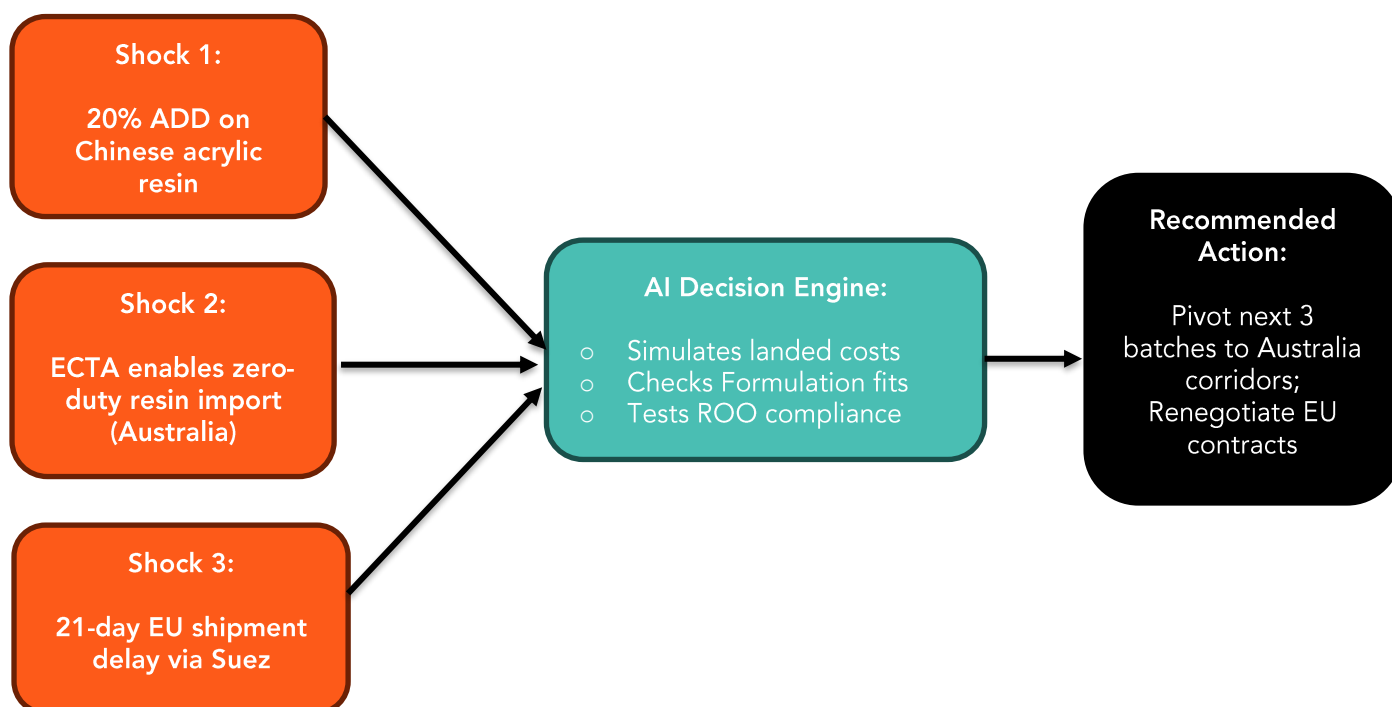 Shock 1:
20% ADD on
Chinese acrylic
resin
Shock 2:
ECTA enables zero-
duty resin import
(Australia)
Shock 3:
21-day EU shipment
delay via Suez
AI Decision Engine:
o Simulates landed costs
o Checks Formulation fits
o Tests ROO compliance
Recommended
Action:
Pivot next 3
batches to Australia
corridors;
Renegotiate EU
contracts